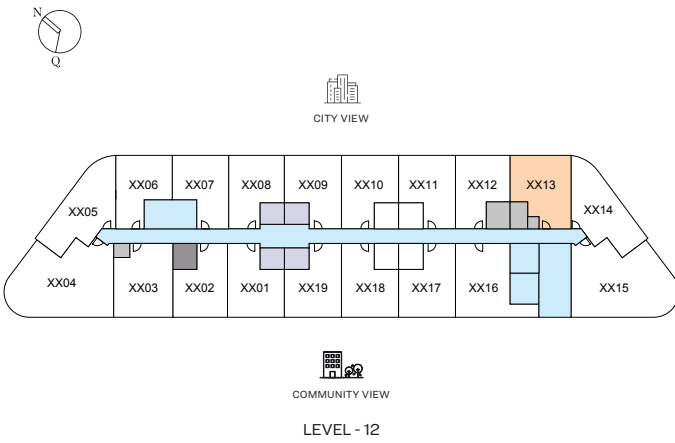 N
Q
CITY VIEW
XX06 XX07 XX08 XX09 XX10 XX11 XX12 XX13
XX05 XX14
XX04 XX03 XX02 XX01 XX19 XX18 XX17 XX16 XX15
COMMUNITY VIEW
LEVEL - 12